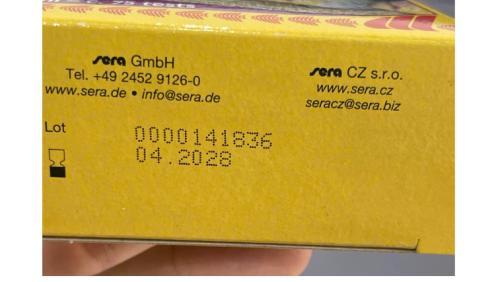 sera GmbH
Tel. +49 2452 9126-0
www.sera.de • info@sera.de
sera CZ s.r.o.
www.sera.cz
seracz@sera.biz
Lot
0000141836
04.2028